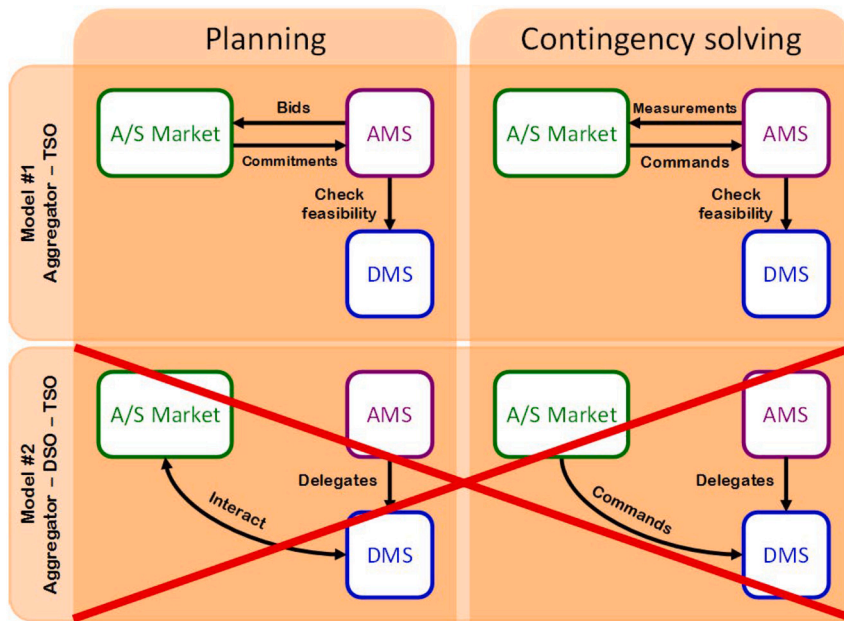 Planning
Contingency solving
Model #1
Aggregator – TSO
A/S Market
Bids
Commitments
AMS
Check
feasibility
DMS
A/S Market
Measurements
Commands
AMS
Check
feasibility
DMS
Model #2
Aggregator – DSO – TSO
A/S Market
AMS
Delegates
Interact
DMS
A/S Market
AMS
Delegates
Commands
DMS